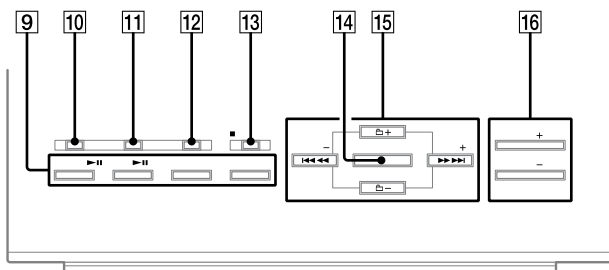 9 10 11 12 13 14 15 16
■ + − + +
►II ►II I◄◄ ◄◄ ►► ►►I −
−